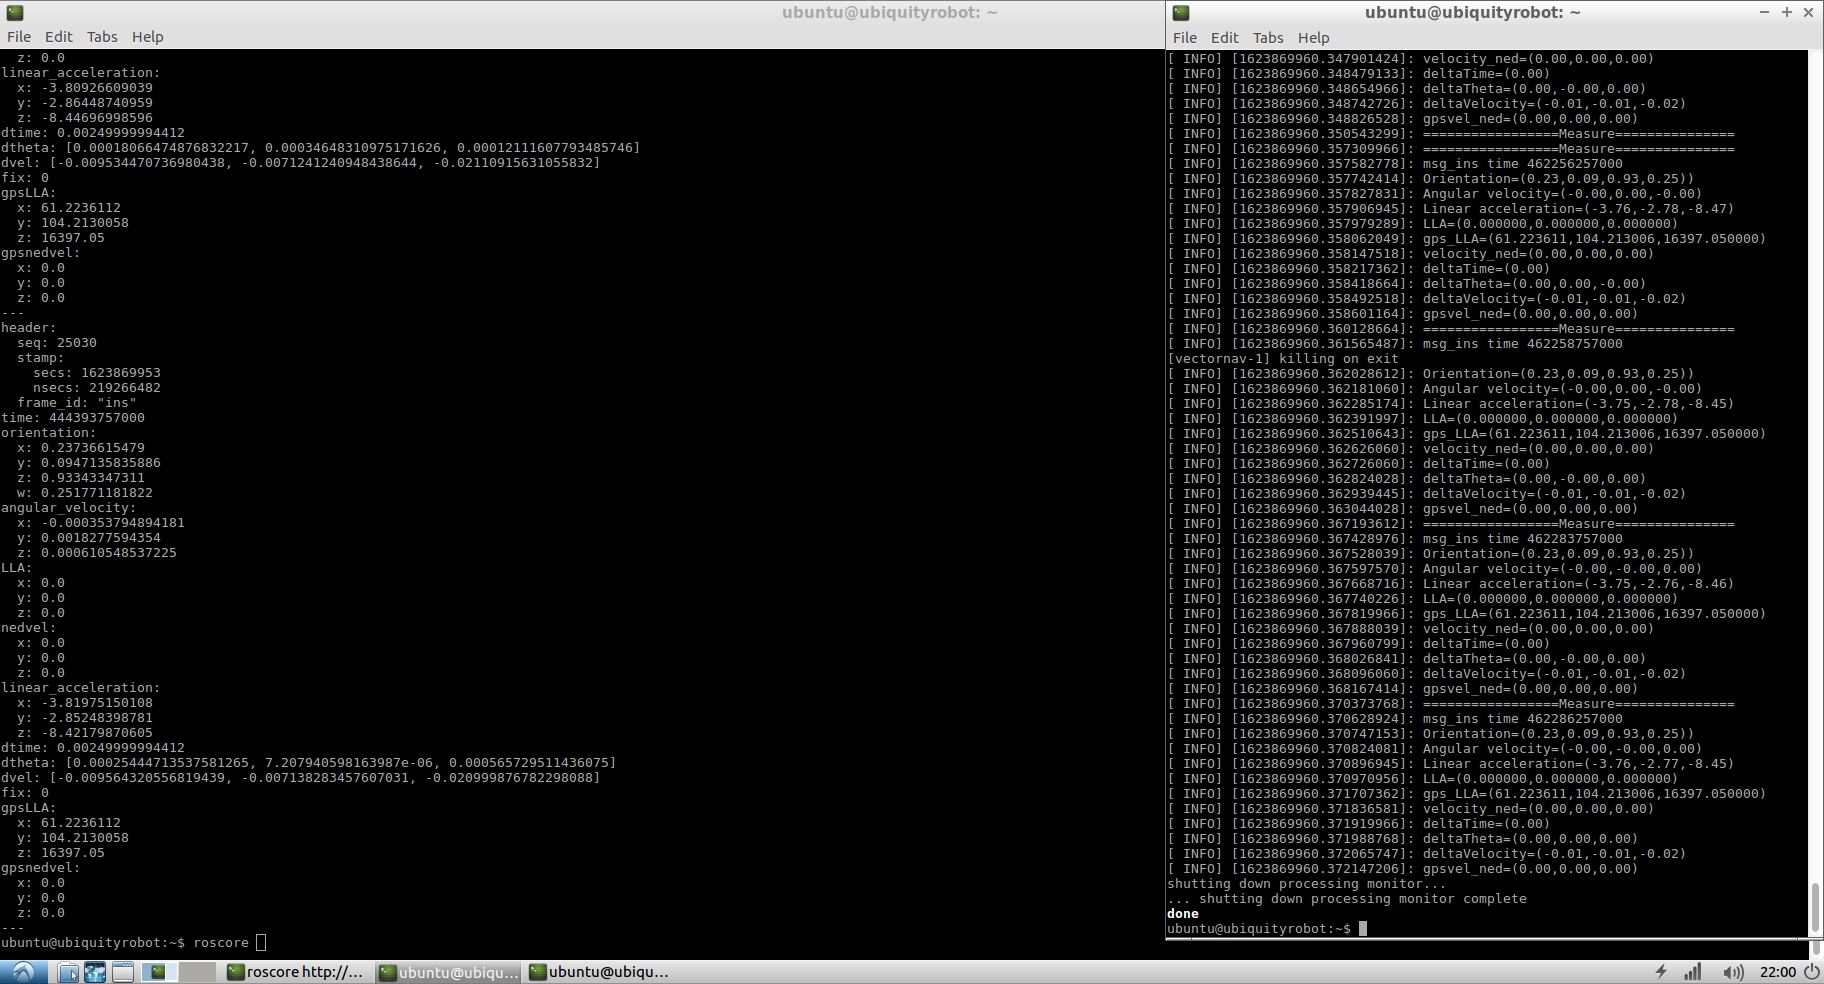 ubuntu@ubiquityrobot: ~
File Edit Tabs Help
  z: 0.0
linear_acceleration:
  x: -3.80926609039
  y: -2.86448740959
  z: -8.44696998596
dtime: 0.00249999994412
dtheta: [0.00018066474876832217, 0.00034648310975171626, 0.00012111607793485746]
dvel: [-0.009534470736980438, -0.0071241240948438644, -0.02110915631055832]
fix: 0
gpsLLA:
  x: 61.2236112
  y: 104.2130058
  z: 16397.05
gpsnedvel:
  x: 0.0
  y: 0.0
  z: 0.0
---
header:
  seq: 25030
  stamp:
    secs: 1623869953
    nsecs: 219266482
  frame_id: "ins"
time: 444393757000
orientation:
  x: 0.23736615479
  y: 0.0947135835886
  z: 0.93343347311
  w: 0.251771181822
angular_velocity:
  x: -0.000353794894181
  y: 0.0018277594354
  z: 0.000610548537225
LLA:
  x: 0.0
  y: 0.0
  z: 0.0
nedvel:
  x: 0.0
  y: 0.0
  z: 0.0
linear_acceleration:
  x: -3.81975150108
  y: -2.85248398781
  z: -8.42179870605
dtime: 0.00249999994412
dtheta: [0.00025444713537581265, 7.207940598163987e-06, 0.000565729511436075]
dvel: [-0.009564320556819439, -0.007138283457607031, -0.020999876782298088]
fix: 0
gpsLLA:
  x: 61.2236112
  y: 104.2130058
  z: 16397.05
gpsnedvel:
  x: 0.0
  y: 0.0
  z: 0.0
---
ubuntu@ubiquityrobot:~$ roscore
ubuntu@ubiquityrobot: ~
File Edit Tabs Help
[ INFO] [1623869960.347901424]: velocity_ned=(0.00,0.00,0.00)
[ INFO] [1623869960.348479133]: deltaTime=(0.00)
[ INFO] [1623869960.348654966]: deltaTheta=(0.00,-0.00,0.00)
[ INFO] [1623869960.348742726]: deltaVelocity=(-0.01,-0.01,-0.02)
[ INFO] [1623869960.348826528]: gpsvel_ned=(0.00,0.00,0.00)
[ INFO] [1623869960.350543299]: =================Measure===============
[ INFO] [1623869960.357309966]: =================Measure===============
[ INFO] [1623869960.357582778]: msg_ins time 462256257000
[ INFO] [1623869960.357742414]: Orientation=(0.23,0.09,0.93,0.25))
[ INFO] [1623869960.357827831]: Angular velocity=(-0.00,0.00,-0.00)
[ INFO] [1623869960.357906945]: Linear acceleration=(-3.76,-2.78,-8.47)
[ INFO] [1623869960.357979289]: LLA=(0.000000,0.000000,0.000000)
[ INFO] [1623869960.358062049]: gps_LLA=(61.223611,104.213006,16397.050000)
[ INFO] [1623869960.358147518]: velocity_ned=(0.00,0.00,0.00)
[ INFO] [1623869960.358217362]: deltaTime=(0.00)
[ INFO] [1623869960.358418664]: deltaTheta=(0.00,0.00,-0.00)
[ INFO] [1623869960.358492518]: deltaVelocity=(-0.01,-0.01,-0.02)
[ INFO] [1623869960.358601164]: gpsvel_ned=(0.00,0.00,0.00)
[ INFO] [1623869960.360128664]: =================Measure===============
[ INFO] [1623869960.361565487]: msg_ins time 462258757000
[vectornav-1] killing on exit
[ INFO] [1623869960.362028612]: Orientation=(0.23,0.09,0.93,0.25))
[ INFO] [1623869960.362181060]: Angular velocity=(-0.00,-0.00,-0.00)
[ INFO] [1623869960.362285174]: Linear acceleration=(-3.75,-2.78,-8.45)
[ INFO] [1623869960.362391997]: LLA=(0.000000,0.000000,0.000000)
[ INFO] [1623869960.362510643]: gps_LLA=(61.223611,104.213006,16397.050000)
[ INFO] [1623869960.362626060]: velocity_ned=(0.00,0.00,0.00)
[ INFO] [1623869960.362726060]: deltaTime=(0.00)
[ INFO] [1623869960.362824028]: deltaTheta=(0.00,-0.00,0.00)
[ INFO] [1623869960.362939445]: deltaVelocity=(-0.01,-0.01,-0.02)
[ INFO] [1623869960.363044028]: gpsvel_ned=(0.00,0.00,0.00)
[ INFO] [1623869960.367193612]: =================Measure===============
[ INFO] [1623869960.367428976]: msg_ins time 462283757000
[ INFO] [1623869960.367528039]: Orientation=(0.23,0.09,0.93,0.25))
[ INFO] [1623869960.367597570]: Angular velocity=(-0.00,-0.00,0.00)
[ INFO] [1623869960.367668716]: Linear acceleration=(-3.75,-2.76,-8.46)
[ INFO] [1623869960.367740226]: LLA=(0.000000,0.000000,0.000000)
[ INFO] [1623869960.367819966]: gps_LLA=(61.223611,104.213006,16397.050000)
[ INFO] [1623869960.367888039]: velocity_ned=(0.00,0.00,0.00)
[ INFO] [1623869960.367960799]: deltaTime=(0.00)
[ INFO] [1623869960.368026841]: deltaTheta=(0.00,-0.00,0.00)
[ INFO] [1623869960.368096060]: deltaVelocity=(-0.01,-0.01,-0.02)
[ INFO] [1623869960.368167414]: gpsvel_ned=(0.00,0.00,0.00)
[ INFO] [1623869960.370373768]: =================Measure===============
[ INFO] [1623869960.370628924]: msg_ins time 462286257000
[ INFO] [1623869960.370747153]: Orientation=(0.23,0.09,0.93,0.25))
[ INFO] [1623869960.370824081]: Angular velocity=(-0.00,-0.00,0.00)
[ INFO] [1623869960.370896945]: Linear acceleration=(-3.76,-2.77,-8.45)
[ INFO] [1623869960.370970956]: LLA=(0.000000,0.000000,0.000000)
[ INFO] [1623869960.371707362]: gps_LLA=(61.223611,104.213006,16397.050000)
[ INFO] [1623869960.371836581]: velocity_ned=(0.00,0.00,0.00)
[ INFO] [1623869960.371919966]: deltaTime=(0.00)
[ INFO] [1623869960.371988768]: deltaTheta=(0.00,0.00,0.00)
[ INFO] [1623869960.372065747]: deltaVelocity=(-0.01,-0.01,-0.02)
[ INFO] [1623869960.372147206]: gpsvel_ned=(0.00,0.00,0.00)
shutting down processing monitor...
... shutting down processing monitor complete
done
ubuntu@ubiquityrobot:~$
roscore http://... ubuntu@ubiqu... ubuntu@ubiqu... 22:00